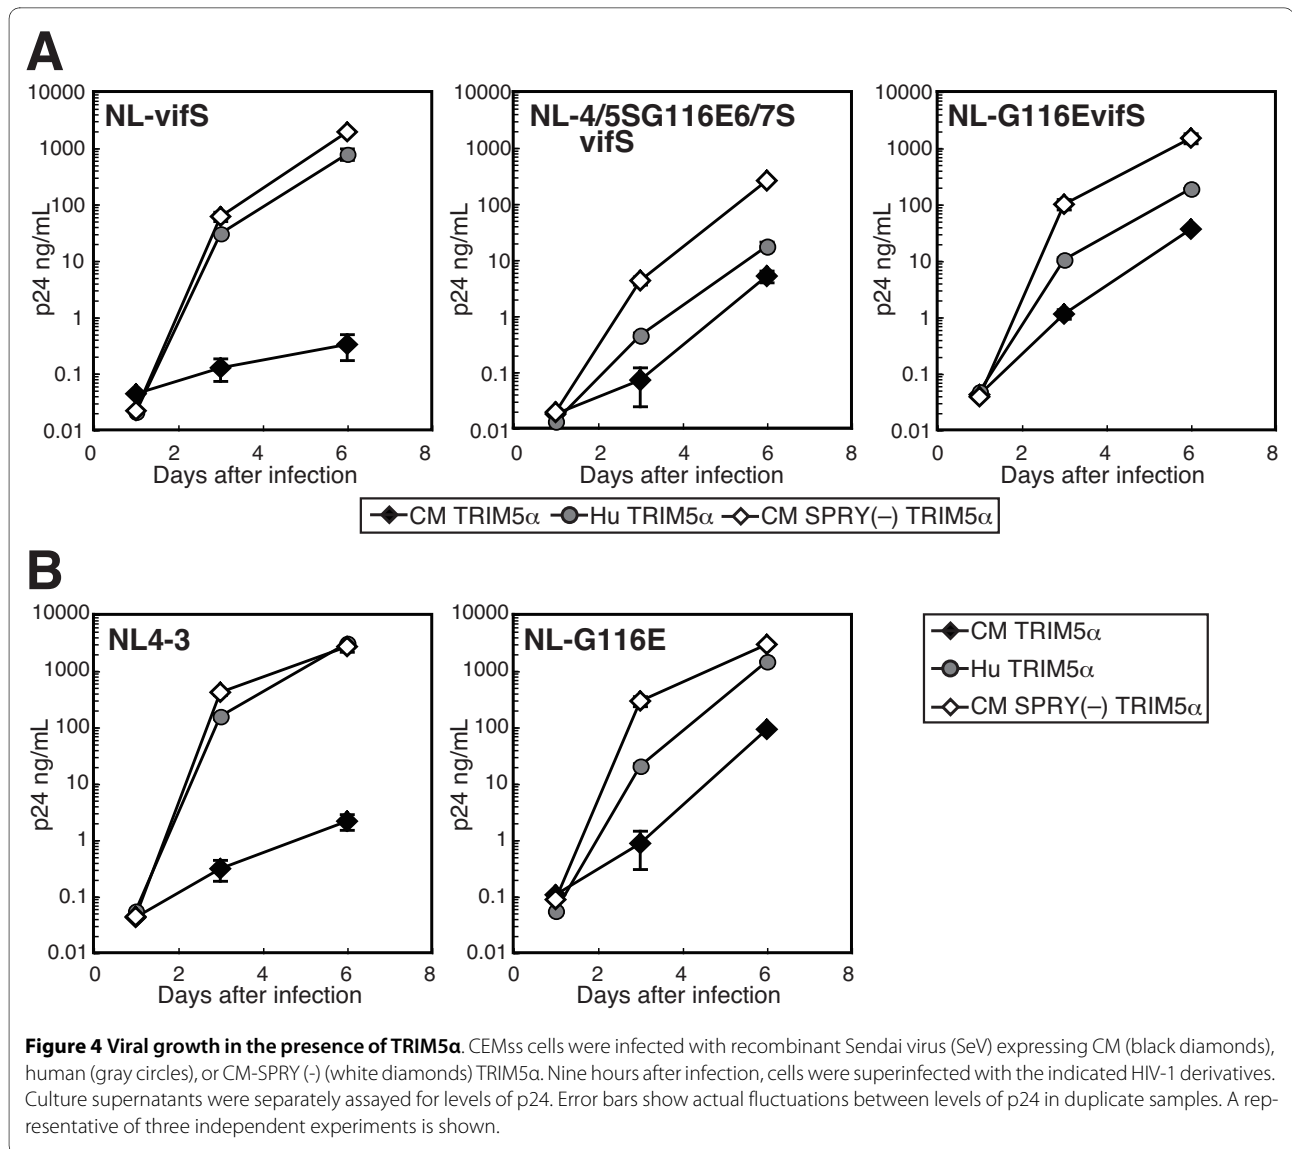 A
NL-vifS
10000
1000
100
10
1
0.1
0.01
p24 ng/mL
0 2 4 6 8
Days after infection
NL-4/5SG116E6/7S
vifS
10000
1000
100
10
1
0.1
0.01
p24 ng/mL
0 2 4 6 8
Days after infection
NL-G116EvifS
10000
1000
100
10
1
0.1
0.01
p24 ng/mL
0 2 4 6 8
Days after infection
CM TRIM5α Hu TRIM5α CM SPRY(–) TRIM5α
B
NL4-3
10000
1000
100
10
1
0.1
0.01
p24 ng/mL
0 2 4 6 8
Days after infection
NL-G116E
10000
1000
100
10
1
0.1
0.01
p24 ng/mL
0 2 4 6 8
Days after infection
CM TRIM5α
Hu TRIM5α
CM SPRY(–) TRIM5α
Figure 4 Viral growth in the presence of TRIM5α. CEMss cells were infected with recombinant Sendai virus (SeV) expressing CM (black diamonds),
human (gray circles), or CM-SPRY (-) (white diamonds) TRIM5α. Nine hours after infection, cells were superinfected with the indicated HIV-1 derivatives.
Culture supernatants were separately assayed for levels of p24. Error bars show actual fluctuations between levels of p24 in duplicate samples. A rep-
resentative of three independent experiments is shown.